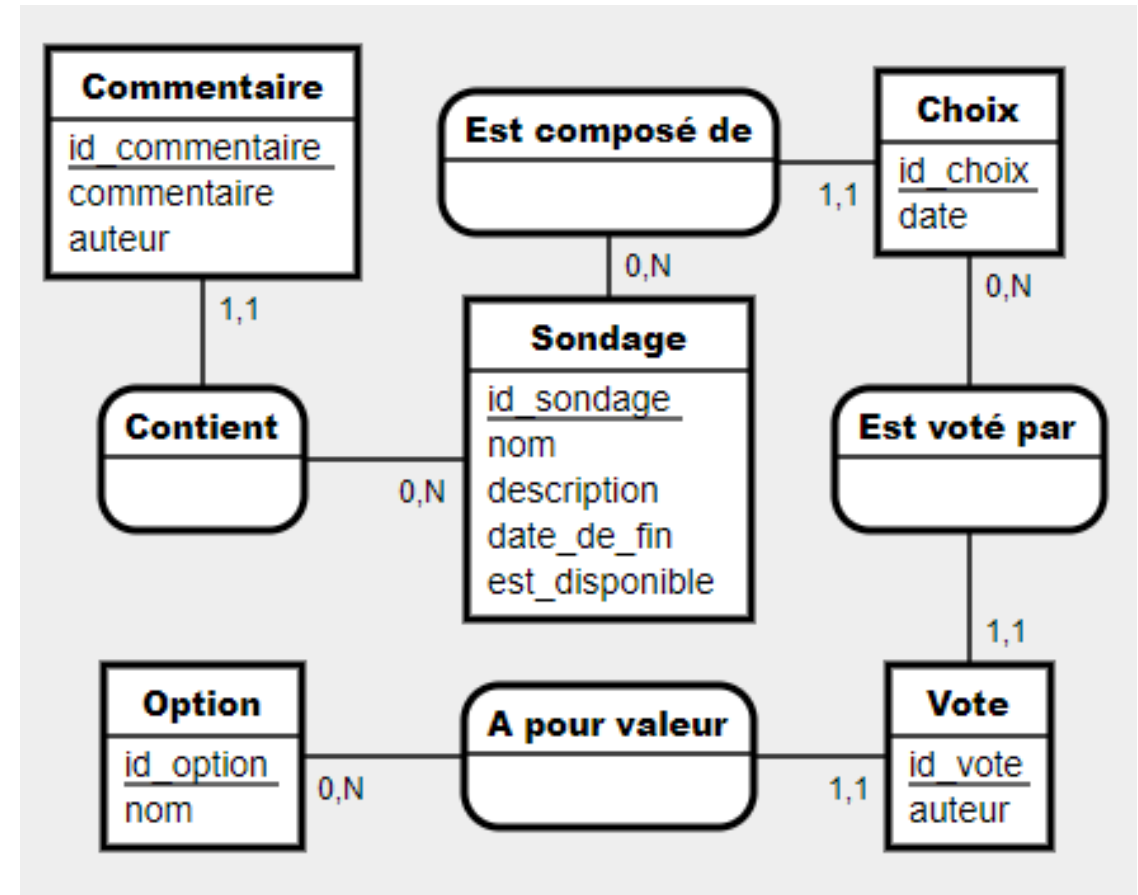 Commentaire
id_commentaire
commentaire
auteur
1,1
Est composé de
1,1
0,N
Choix
id_choix
date
0,N
Contient
0,N
Sondage
id_sondage
nom
description
date_de_fin
est_disponible
Est voté par
1,1
Option
id_option
nom
0,N
A pour valeur
1,1
Vote
id_vote
auteur